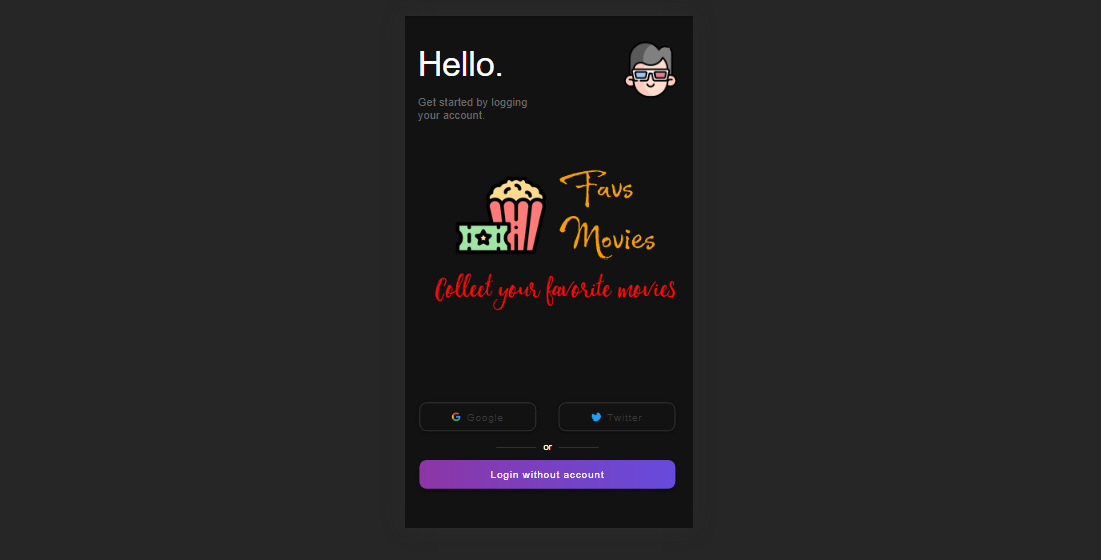 Hello.
Get started by logging
your account.
Favs
Movies
Collect your favorite movies
Google
Twitter
or
Login without account